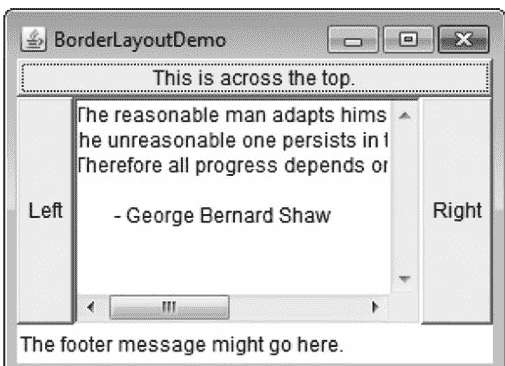 BorderLayoutDemo
This is across the top.
The reasonable man adapts hims
he unreasonable one persists in t
Therefore all progress depends or
Left
- George Bernard Shaw
Right
The footer message might go here.